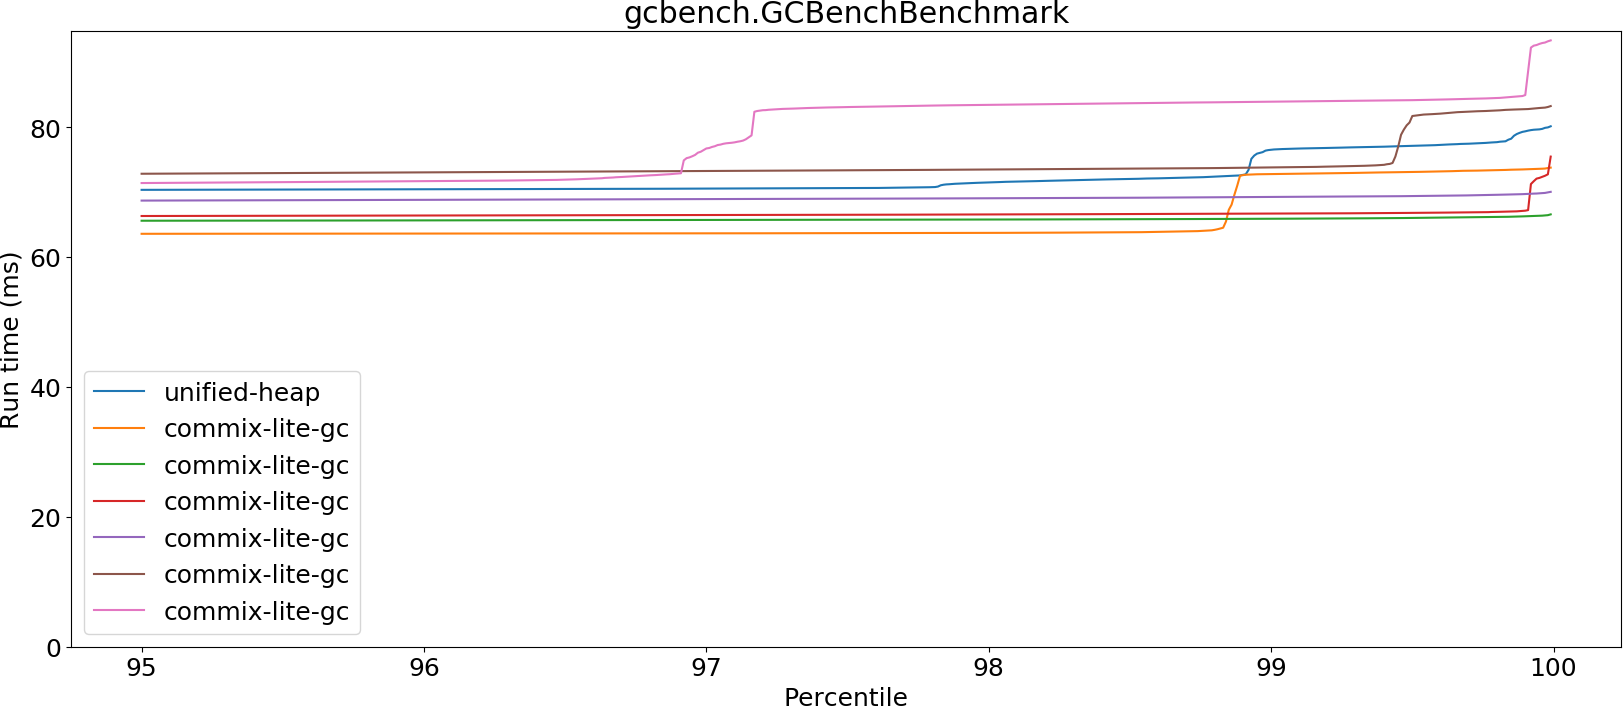 gcbench.GCBenchBenchmark
Run time (ms)
80
60
40
20
0
unified-heap
commix-lite-gc
commix-lite-gc
commix-lite-gc
commix-lite-gc
commix-lite-gc
commix-lite-gc
95 96 97 98 99 100
Percentile